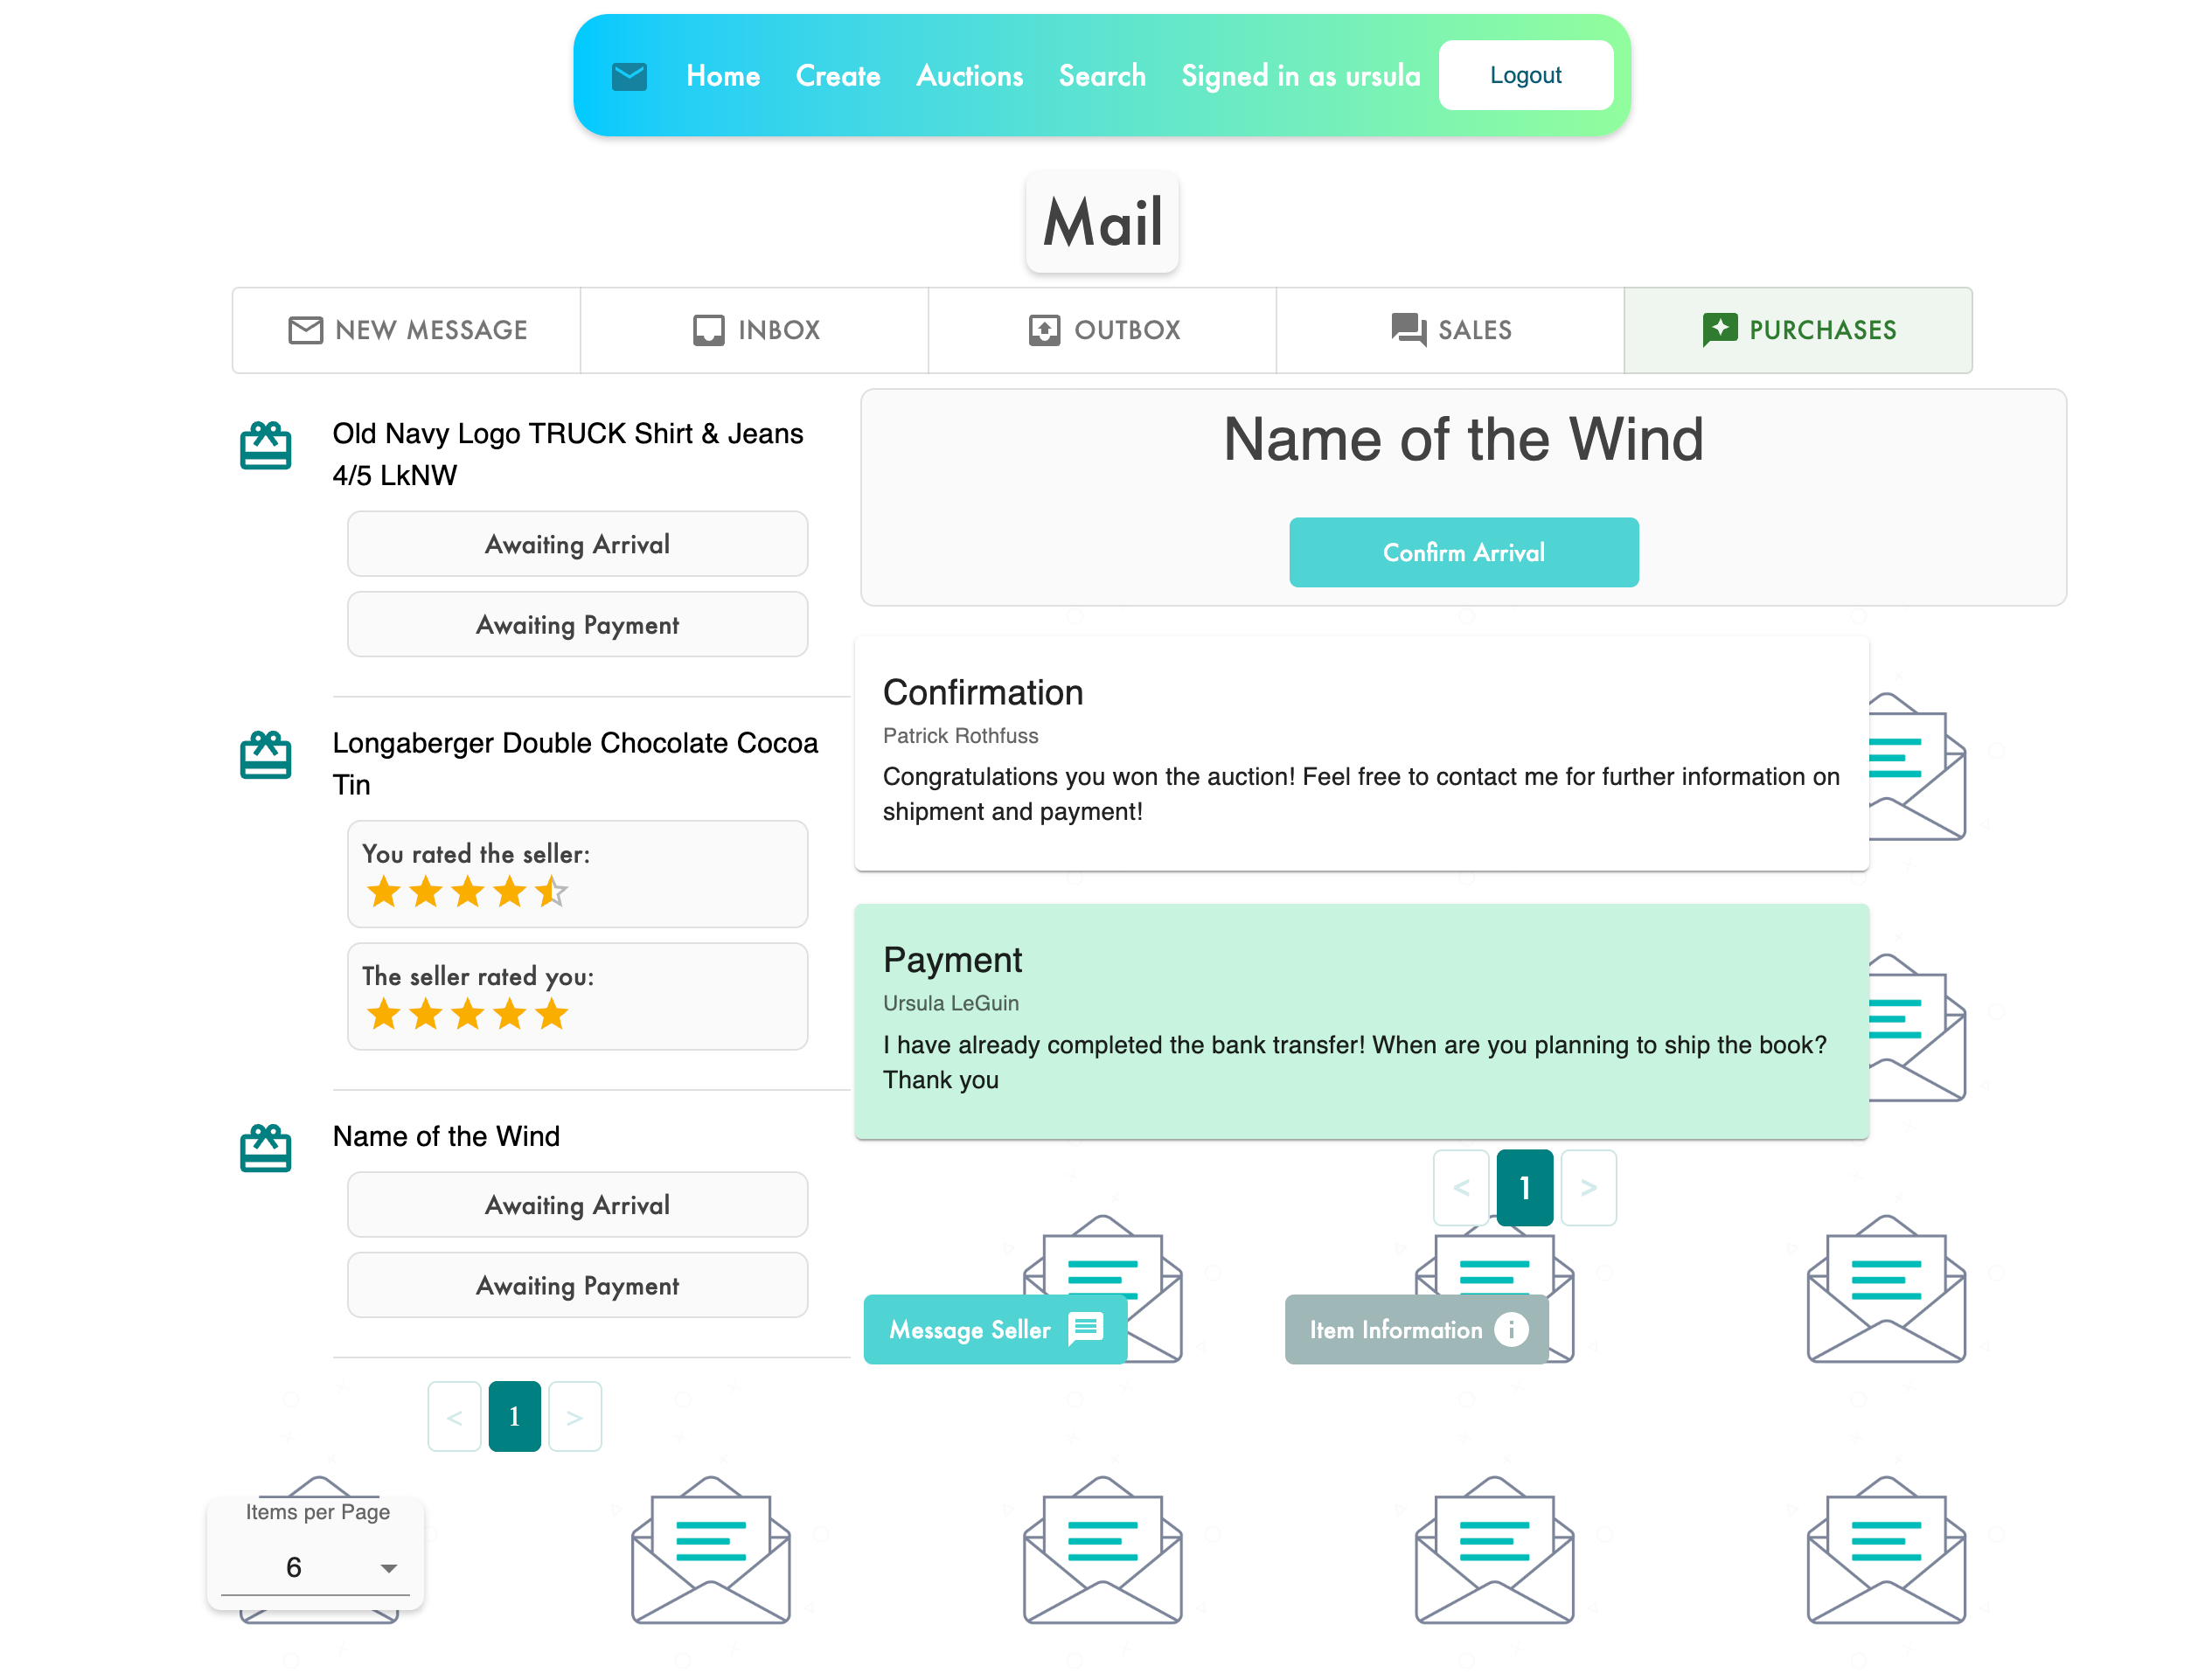 Home Create Auctions Search Signed in as ursula Logout
Mail
NEW MESSAGE INBOX OUTBOX SALES PURCHASES
Old Navy Logo TRUCK Shirt & Jeans
4/5 LkNW
Awaiting Arrival
Awaiting Payment
Longaberger Double Chocolate Cocoa
Tin
You rated the seller:
The seller rated you:
Name of the Wind
Awaiting Arrival
Awaiting Payment
< 1 >
Items per Page
6
Name of the Wind
Confirm Arrival
Confirmation
Patrick Rothfuss
Congratulations you won the auction! Feel free to contact me for further information on
shipment and payment!
Payment
Ursula LeGuin
I have already completed the bank transfer! When are you planning to ship the book?
Thank you
< 1 >
Message Seller
Item Information